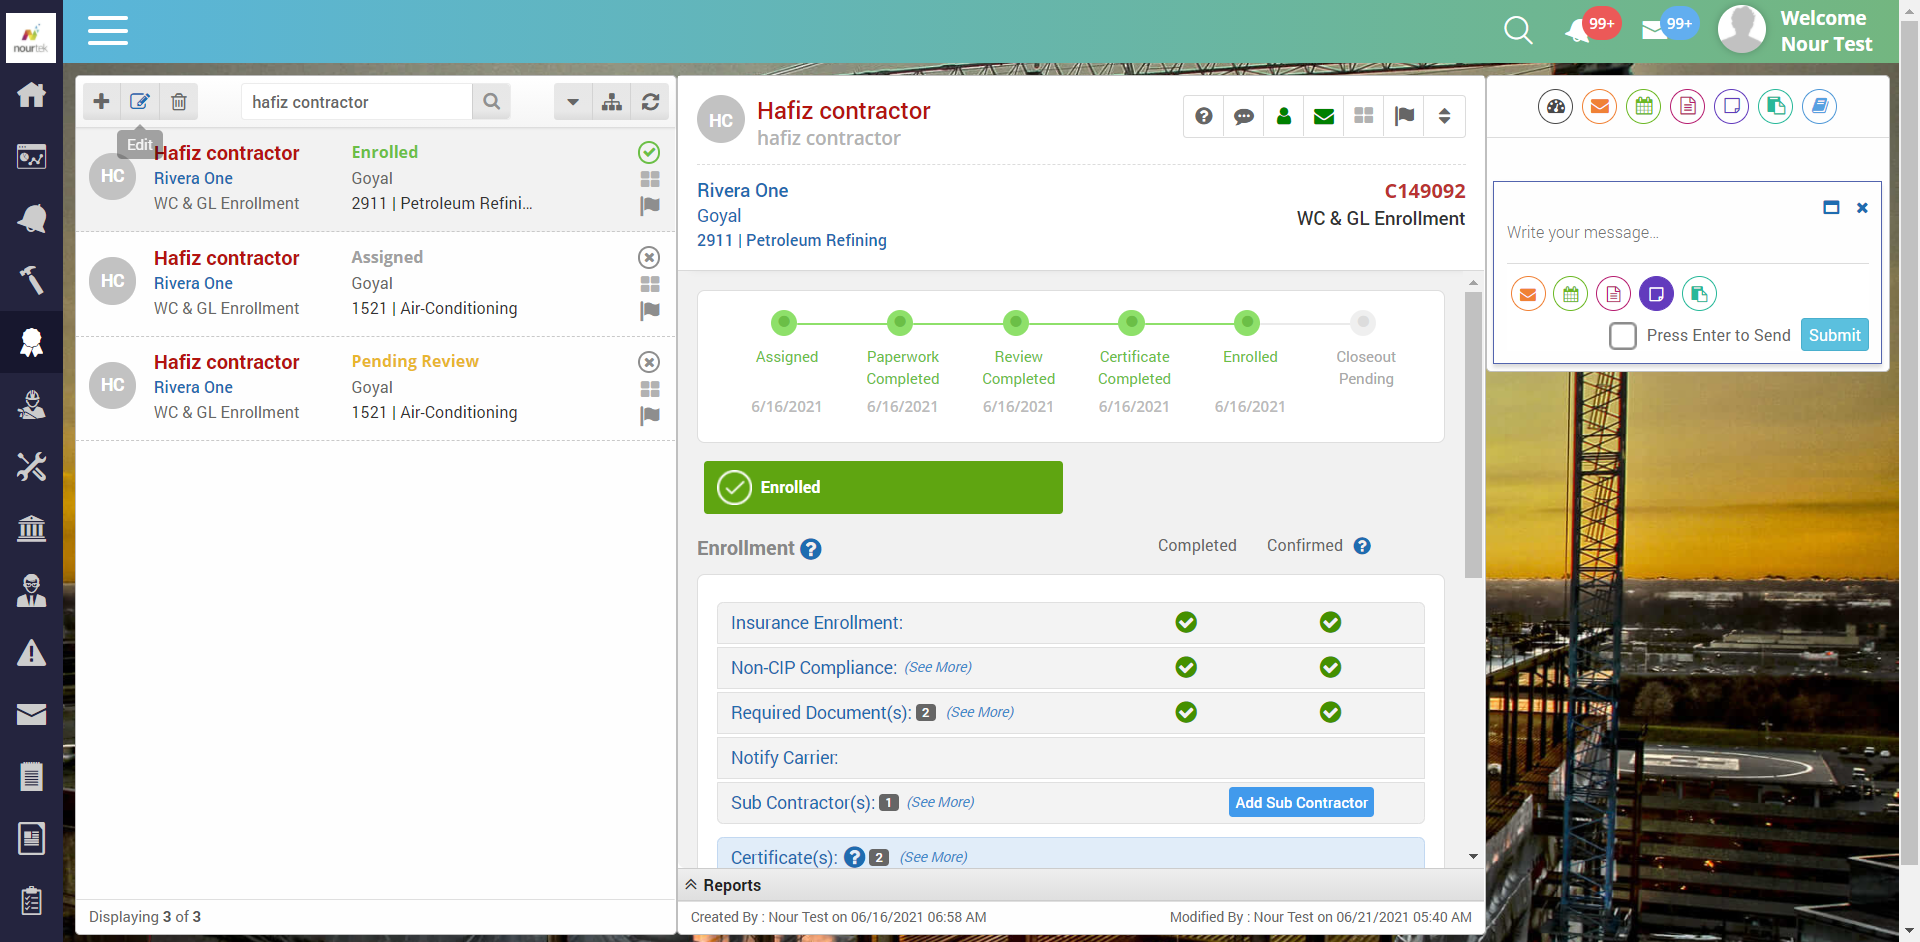 nourtek
99+
99+
Welcome
Nour Test
hafiz contractor
Edit
HC
Hafiz contractor
Enrolled
Rivera One
Goyal
WC & GL Enrollment
2911 | Petroleum Refini...
HC
Hafiz contractor
Assigned
Rivera One
Goyal
WC & GL Enrollment
1521 | Air-Conditioning
HC
Hafiz contractor
Pending Review
Rivera One
Goyal
WC & GL Enrollment
1521 | Air-Conditioning
Displaying 3 of 3
HC
Hafiz contractor
hafiz contractor
Rivera One
C149092
Goyal
WC & GL Enrollment
2911 | Petroleum Refining
Assigned
6/16/2021
Paperwork
Completed
6/16/2021
Review
Completed
6/16/2021
Certificate
Completed
6/16/2021
Enrolled
6/16/2021
Closeout
Pending
Enrolled
Enrollment
Completed
Confirmed
Insurance Enrollment:
Non-CIP Compliance: (See More)
Required Document(s): 2 (See More)
Notify Carrier:
Sub Contractor(s): 1 (See More)
Add Sub Contractor
Certificate(s): 2 (See More)
Reports
Created By : Nour Test on 06/16/2021 06:58 AM
Modified By : Nour Test on 06/21/2021 05:40 AM
Write your message...
Press Enter to Send
Submit